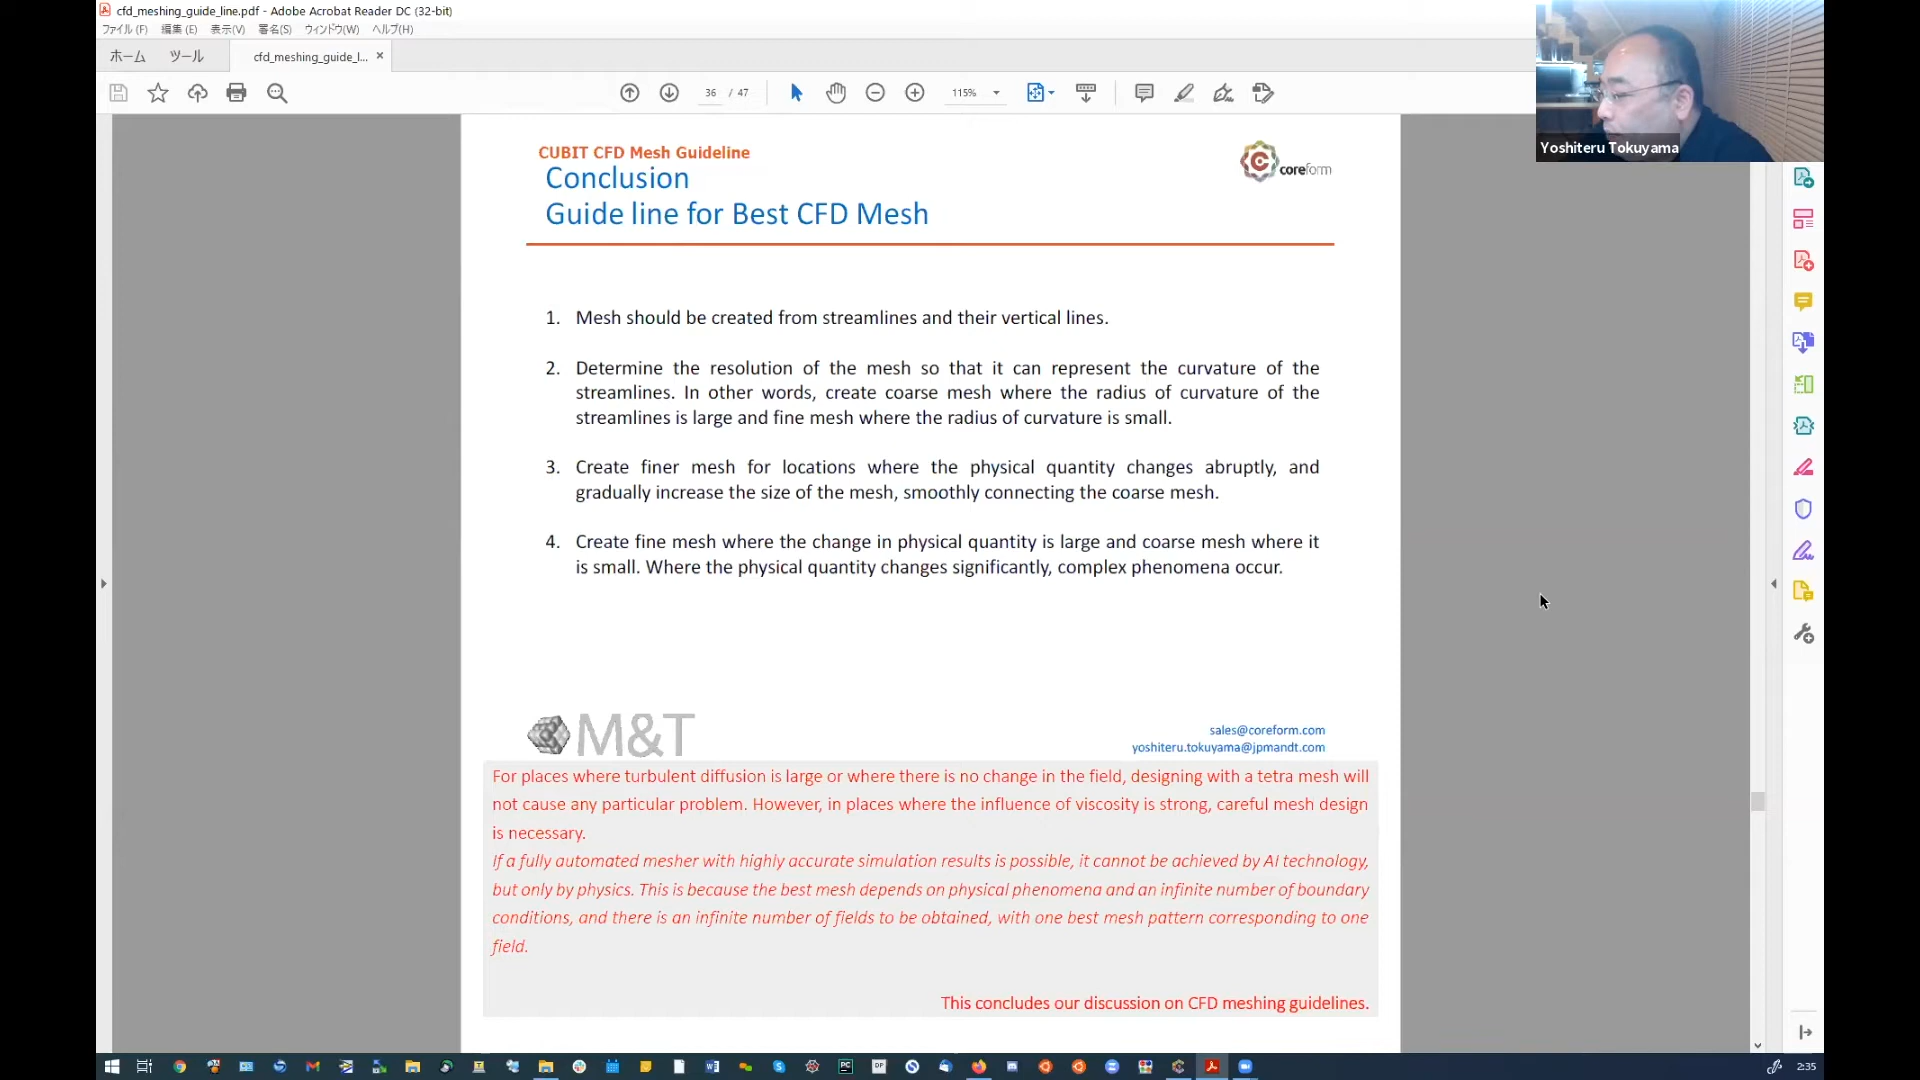 cfd_meshing_guide_line.pdf - Adobe Acrobat Reader DC (32-bit)
ファイル(F) 編集(E) 表示(V) 署名(S) ウィンドウ(W) ヘルプ(H)
ホーム ツール cfd_meshing_guide_l... ×
36 / 47 115%
Yoshiteru Tokuyama
CUBIT CFD Mesh Guideline
coreform
Conclusion
Guide line for Best CFD Mesh
1. Mesh should be created from streamlines and their vertical lines.
2. Determine the resolution of the mesh so that it can represent the curvature of the
streamlines. In other words, create coarse mesh where the radius of curvature of the
streamlines is large and fine mesh where the radius of curvature is small.
3. Create finer mesh for locations where the physical quantity changes abruptly, and
gradually increase the size of the mesh, smoothly connecting the coarse mesh.
4. Create fine mesh where the change in physical quantity is large and coarse mesh where it
is small. Where the physical quantity changes significantly, complex phenomena occur.
M&T
sales@coreform.com
yoshiteru.tokuyama@jpmandt.com
For places where turbulent diffusion is large or where there is no change in the field, designing with a tetra mesh will
not cause any particular problem. However, in places where the influence of viscosity is strong, careful mesh design
is necessary.
If a fully automated mesher with highly accurate simulation results is possible, it cannot be achieved by AI technology,
but only by physics. This is because the best mesh depends on physical phenomena and an infinite number of boundary
conditions, and there is an infinite number of fields to be obtained, with one best mesh pattern corresponding to one
field.
This concludes our discussion on CFD meshing guidelines.
2:35